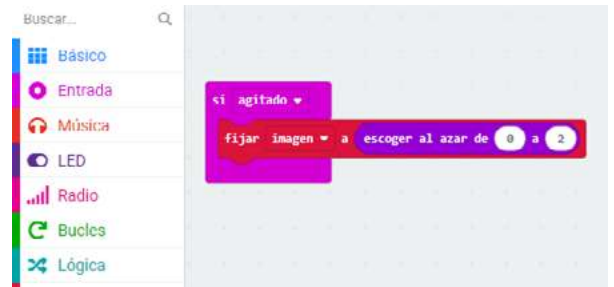 Buscar...
Básico
Entrada
Música
LED
Radio
Bucles
Lógica
si agitado
fijar imagen a escoger al azar de 0 a 2